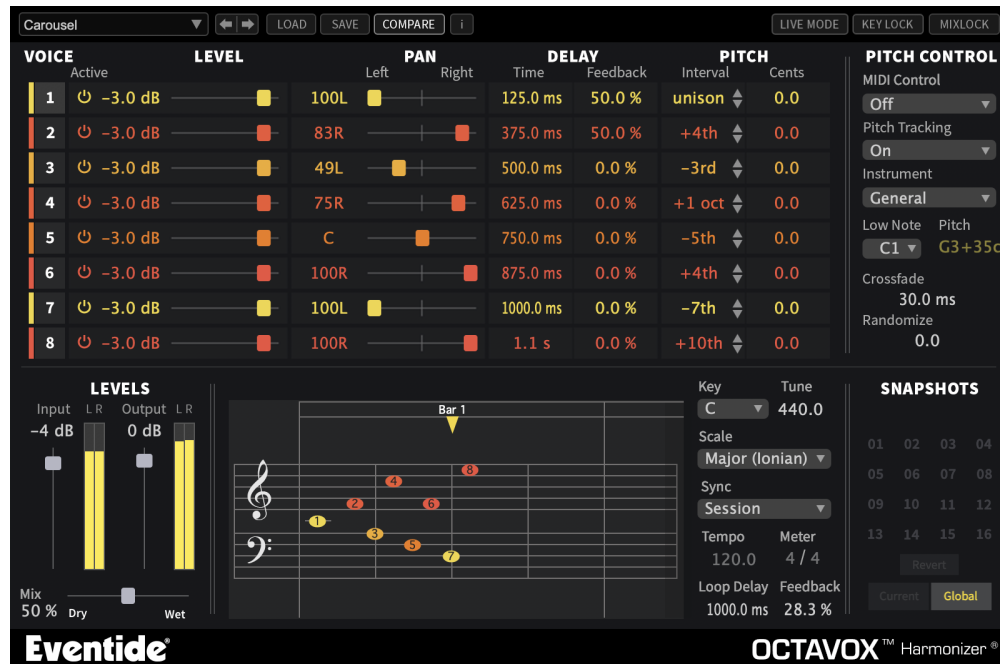 Carousel LOAD SAVE COMPARE i LIVE MODE KEY LOCK MIXLOCK
VOICE LEVEL PAN DELAY PITCH PITCH CONTROL
Active Left Right Time Feedback Interval Cents MIDI Control
1 −3.0 dB 100L 125.0 ms 50.0 % unison 0.0 Off
2 −3.0 dB 83R 375.0 ms 50.0 % +4th 0.0 Pitch Tracking
On
3 −3.0 dB 49L 500.0 ms 0.0 % −3rd 0.0 Instrument
4 −3.0 dB 75R 625.0 ms 0.0 % +1 oct 0.0 General
Low Note Pitch
5 −3.0 dB C 750.0 ms 0.0 % −5th 0.0 C1 G3+35c
6 −3.0 dB 100R 875.0 ms 0.0 % +4th 0.0 Crossfade
30.0 ms
7 −3.0 dB 100L 1000.0 ms 0.0 % −7th 0.0 Randomize
8 −3.0 dB 100R 1.1 s 0.0 % +10th 0.0 0.0
LEVELS Key Tune SNAPSHOTS
Input L R Output L R Bar 1 C 440.0
−4 dB 0 dB Scale 01 02 03 04
Major (Ionian)
8 05 06 07 08
4 Sync
2 6 Session 09 10 11 12
1
3 Tempo Meter 13 14 15 16
5 120.0 4 / 4
7 Revert
Loop Delay Feedback
Mix 1000.0 ms 28.3 % Current Global
50 % Dry Wet
Eventide® OCTAVOX™ Harmonizer®